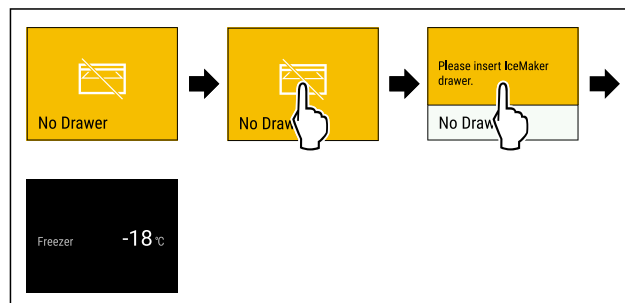 No Drawer
No Draw
Please insert IceMaker
drawer.
No Draw
Freezer -18 °C